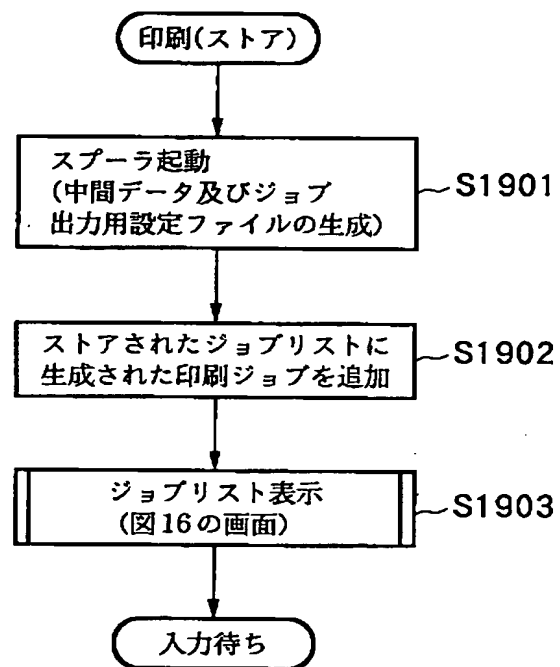 印刷(ストア)
スプーラ起動
(中間データ及びジョブ
出力用設定ファイルの生成)
S1901
ストアされたジョブリストに
生成された印刷ジョブを追加
S1902
ジョブリスト表示
(図16の画面)
S1903
入力待ち